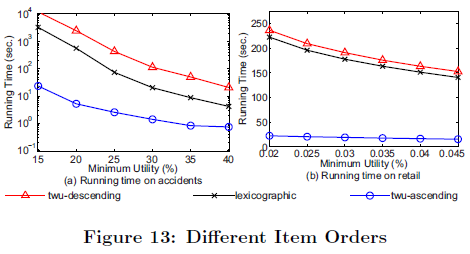 10^4
10^3
10^2
10^1
10^0
10^-1
Running Time (sec.)
15 20 25 30 35 40
Minimum Utility (%)
(a) Running time on accidents
250
200
150
100
50
0
Running Time (sec.)
0.02 0.025 0.03 0.035 0.04 0.045
Minimum Utility (%)
(b) Running time on retail
twu-descending lexicographic twu-ascending
Figure 13: Different Item Orders